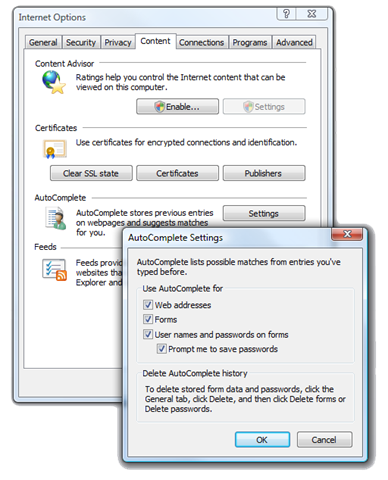 Internet Options
General Security Privacy Content Connections Programs Advanced
Content Advisor
Ratings help you control the Internet content that can be
viewed on this computer.
Enable... Settings
Certificates
Use certificates for encrypted connections and identification.
Clear SSL state Certificates Publishers
AutoComplete
AutoComplete stores previous entries
on webpages and suggests matches
for you.
Settings
Feeds
Feeds provid
websites tha
Explorer and
AutoComplete Settings
AutoComplete lists possible matches from entries you've
typed before.
Use AutoComplete for
Web addresses
Forms
User names and passwords on forms
Prompt me to save passwords
Delete AutoComplete history
To delete stored form data and passwords, click the
General tab, click Delete, and then click Delete forms or
Delete passwords.
OK Cancel